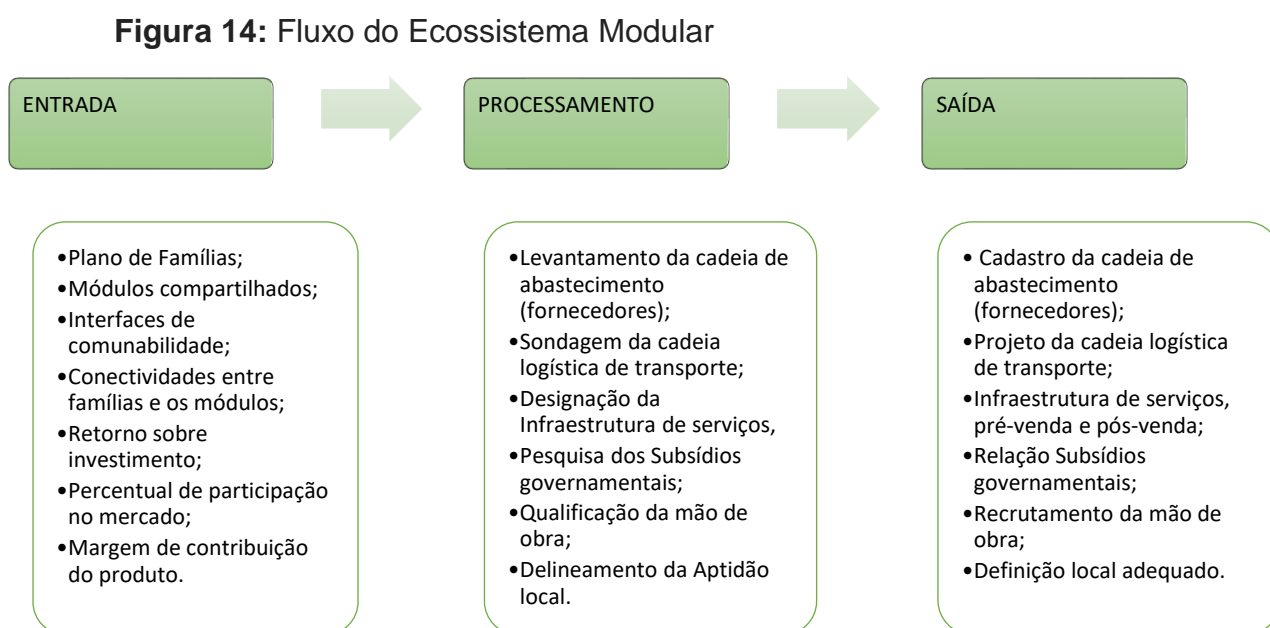 Figura 14: Fluxo do Ecossistema Modular
ENTRADA
PROCESSAMENTO
SAÍDA
•Plano de Famílias;
•Módulos compartilhados;
•Interfaces de
comunabilidade;
•Conectividades entre
famílias e os módulos;
•Retorno sobre
investimento;
•Percentual de participação
no mercado;
•Margem de contribuição
do produto.
•Levantamento da cadeia de
abastecimento
(fornecedores);
•Sondagem da cadeia
logística de transporte;
•Designação da
Infraestrutura de serviços,
•Pesquisa dos Subsídios
governamentais;
•Qualificação da mão de
obra;
•Delineamento da Aptidão
local.
• Cadastro da cadeia de
abastecimento
(fornecedores);
•Projeto da cadeia logística
de transporte;
•Infraestrutura de serviços,
pré-venda e pós-venda;
•Relação Subsídios
governamentais;
•Recrutamento da mão de
obra;
•Definição local adequado.